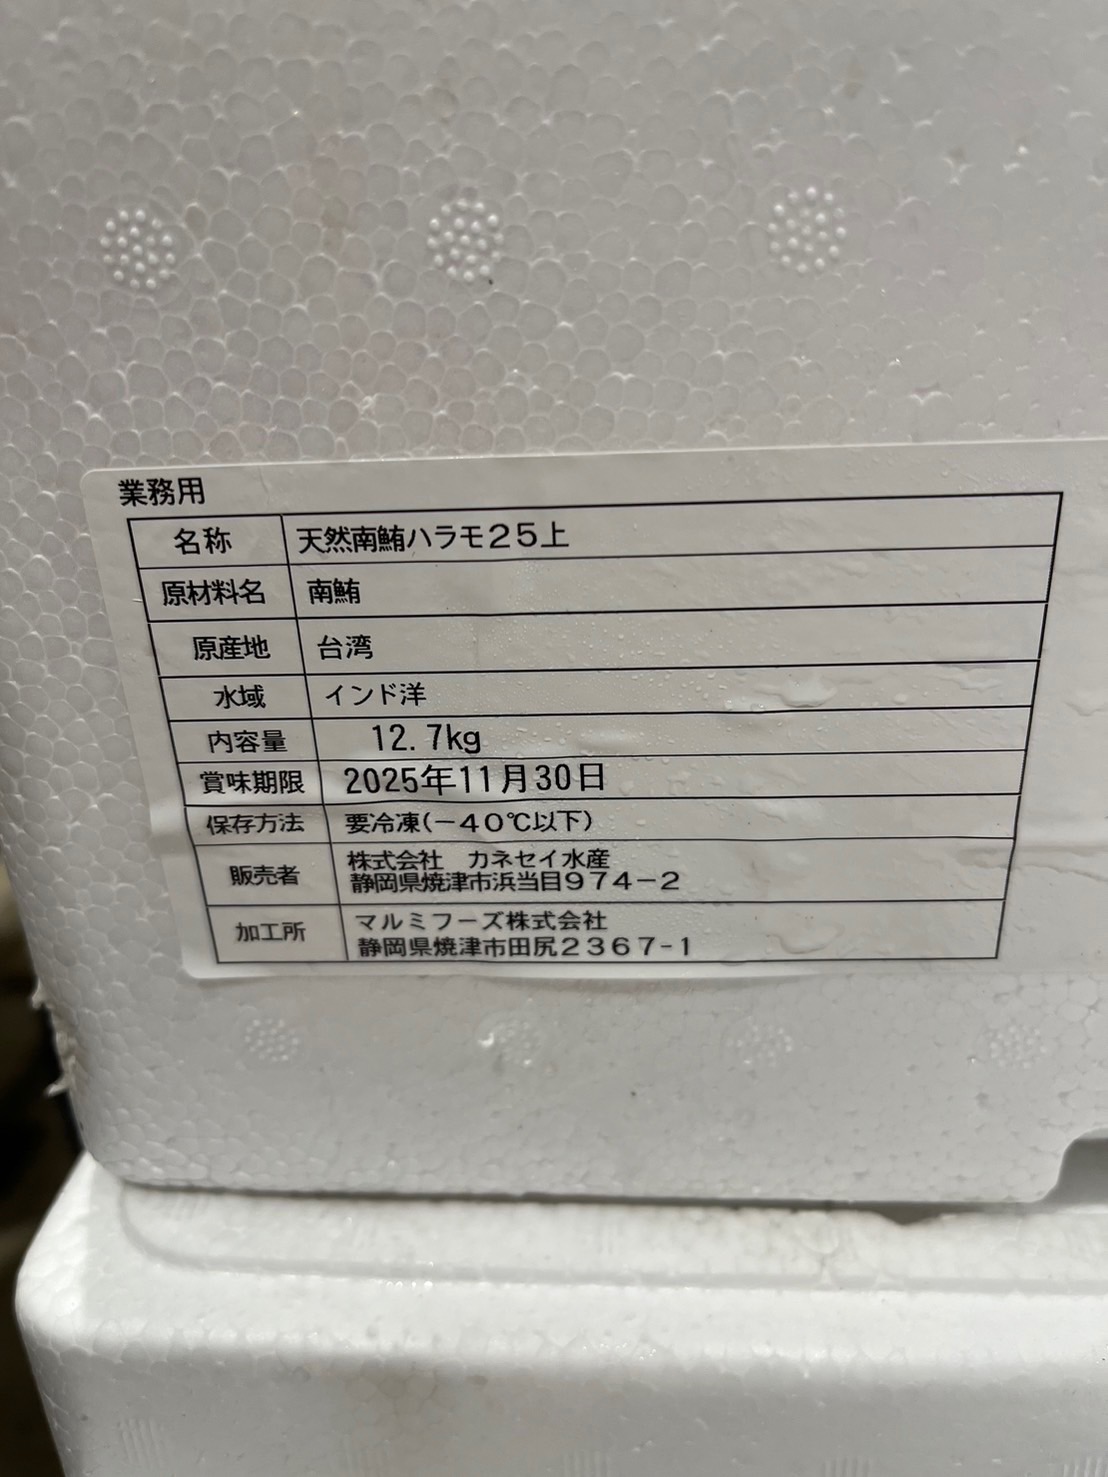 業務用
名称 天然南鮪ハラモ25上
原材料名 南鮪
原産地 台湾
水域 インド洋
内容量 12.7kg
賞味期限 2025年11月30日
保存方法 要冷凍(-40℃以下)
販売者 株式会社 カネセイ水産
静岡県焼津市浜当目974-2
加工所 マルミフーズ株式会社
静岡県焼津市田尻2367-1